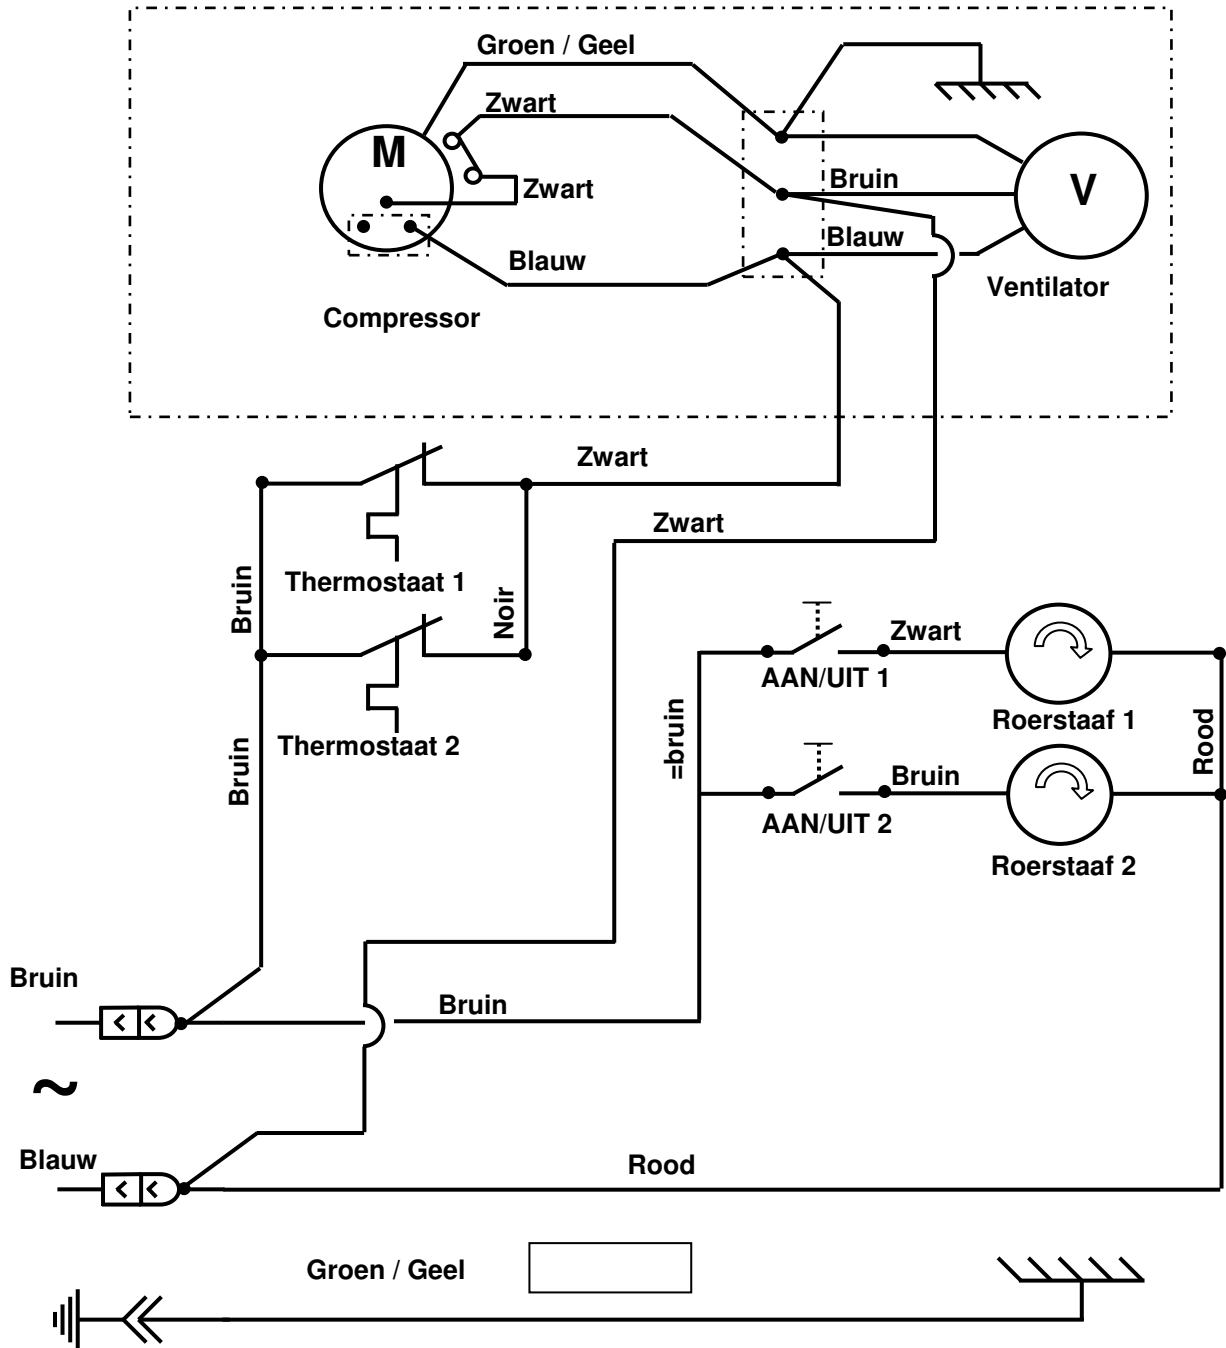 Groen / Geel
Zwart
M
Zwart
Bruin
V
Blauw
Blauw
Ventilator
Compressor
Zwart
Zwart
Bruin
Thermostaat 1
Noir
Zwart
AAN/UIT 1
Roerstaaf 1
=bruin
Rood
Bruin
Thermostaat 2
Bruin
AAN/UIT 2
Roerstaaf 2
Bruin
Bruin
~
Blauw
Rood
Groen / Geel